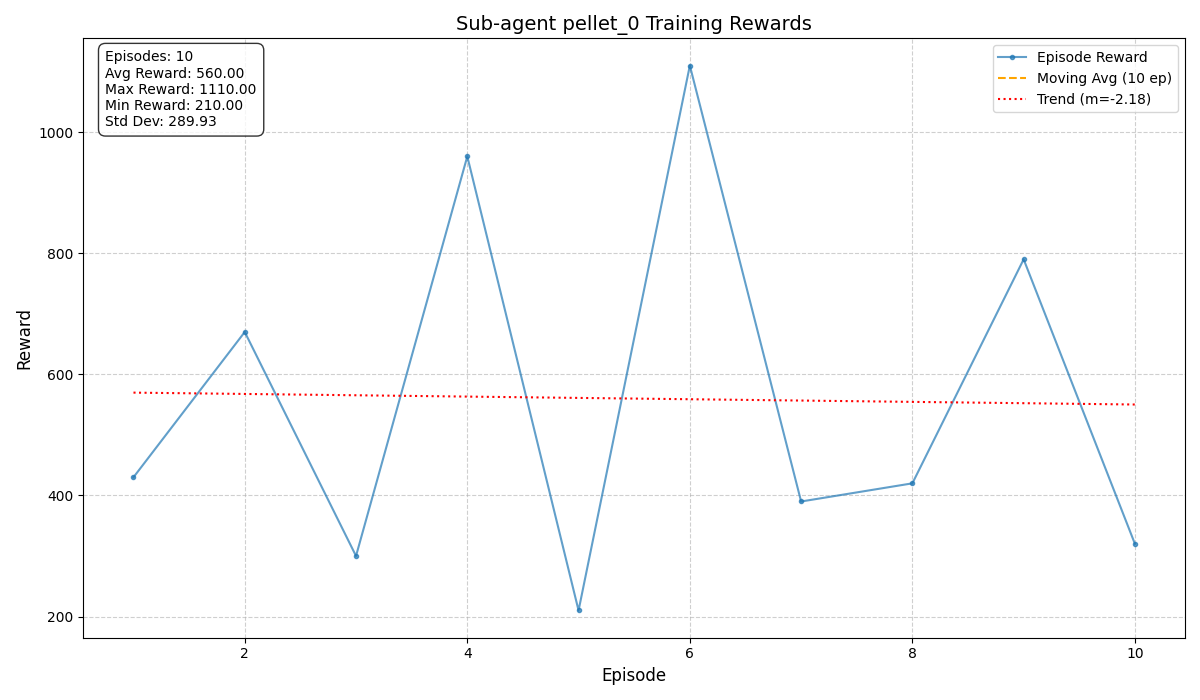 Sub-agent pellet_0 Training Rewards
Episodes: 10
Avg Reward: 560.00
Max Reward: 1110.00
Min Reward: 210.00
Std Dev: 289.93
Episode Reward
Moving Avg (10 ep)
Trend (m=-2.18)
Reward
1000
800
600
400
200
2 4 6 8 10
Episode